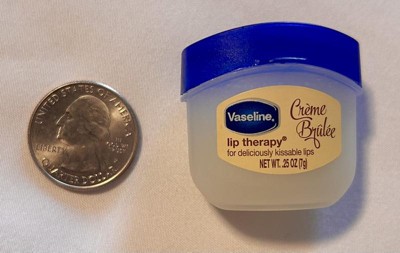 UNITED STATES OF AMERICA
LIBERTY
QUARTER DOLLAR
Vaseline.
Crème
Brûlée
lip therapy®
for deliciously kissable lips
NET WT. .25 OZ (7g)